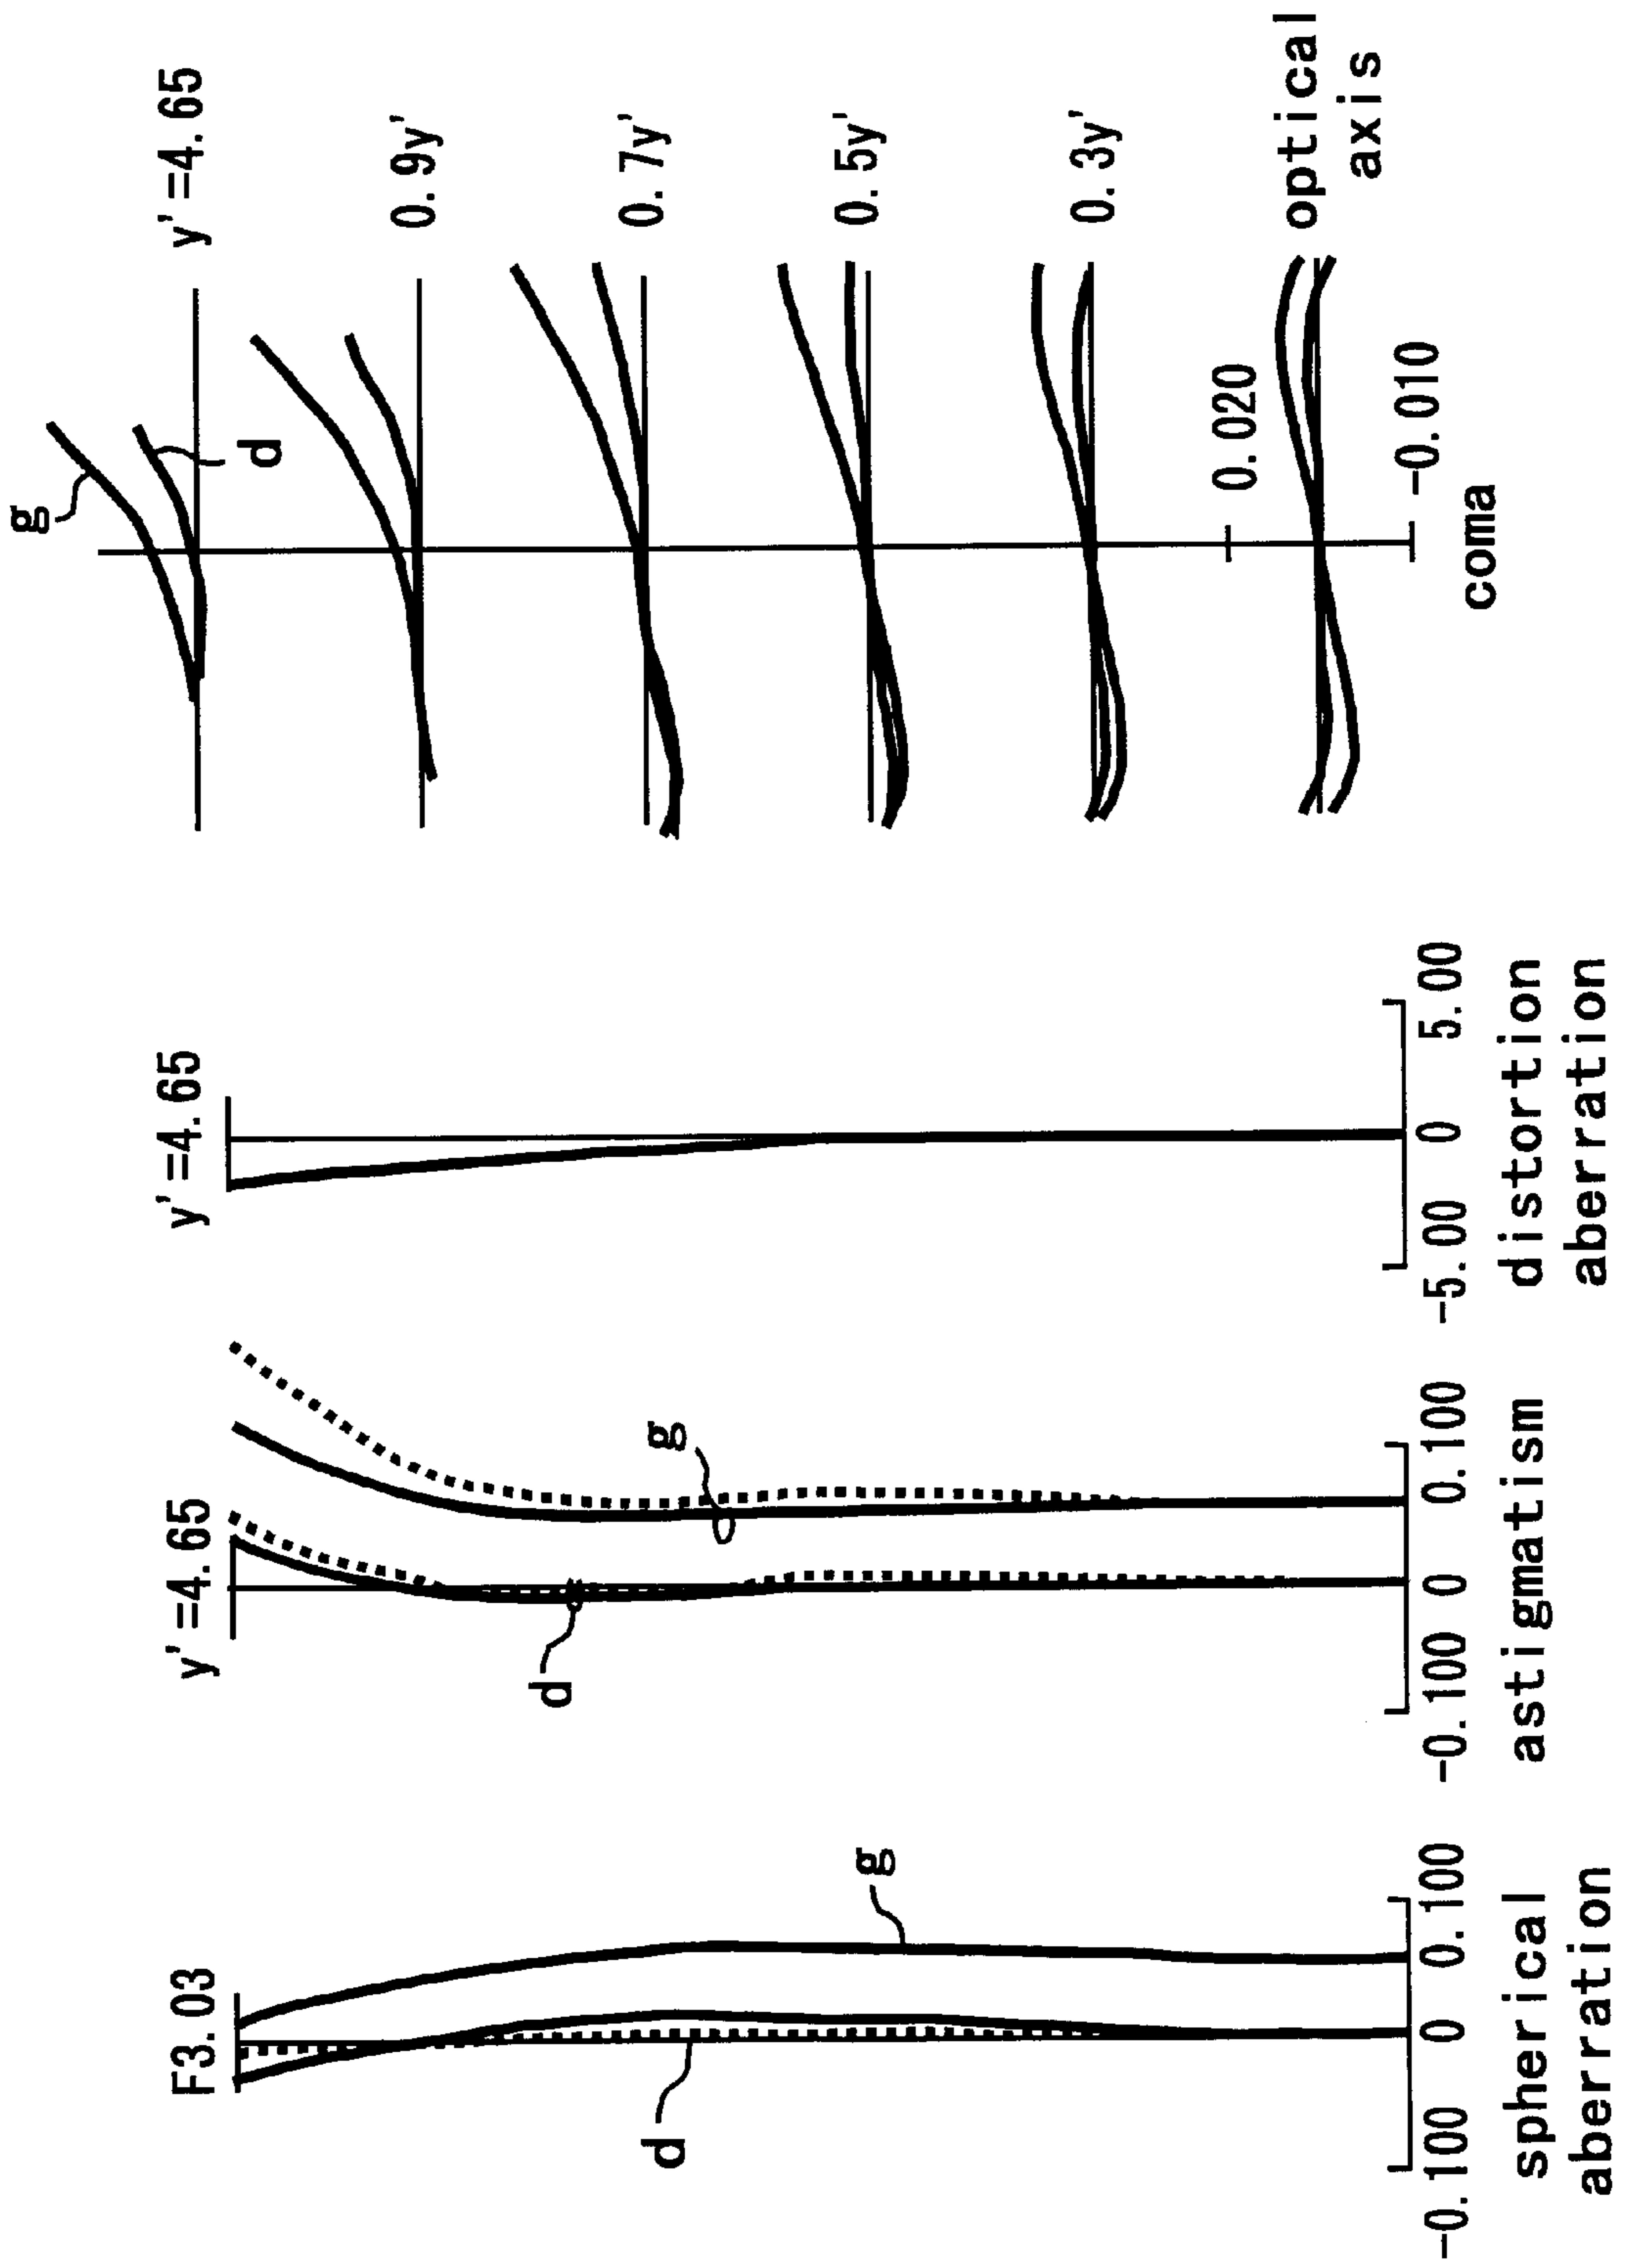 F3.03
g
d
-0.100 0 0.100
spherical
aberration
y'=4.65
g
d
-0.100 0 0.100
astigmatism
y'=4.65
-5.00 0 5.00
distortion
aberration
g
d
y'=4.65
0.9y'
0.7y'
0.5y'
0.3y'
0.020
-0.010
optical
axis
coma